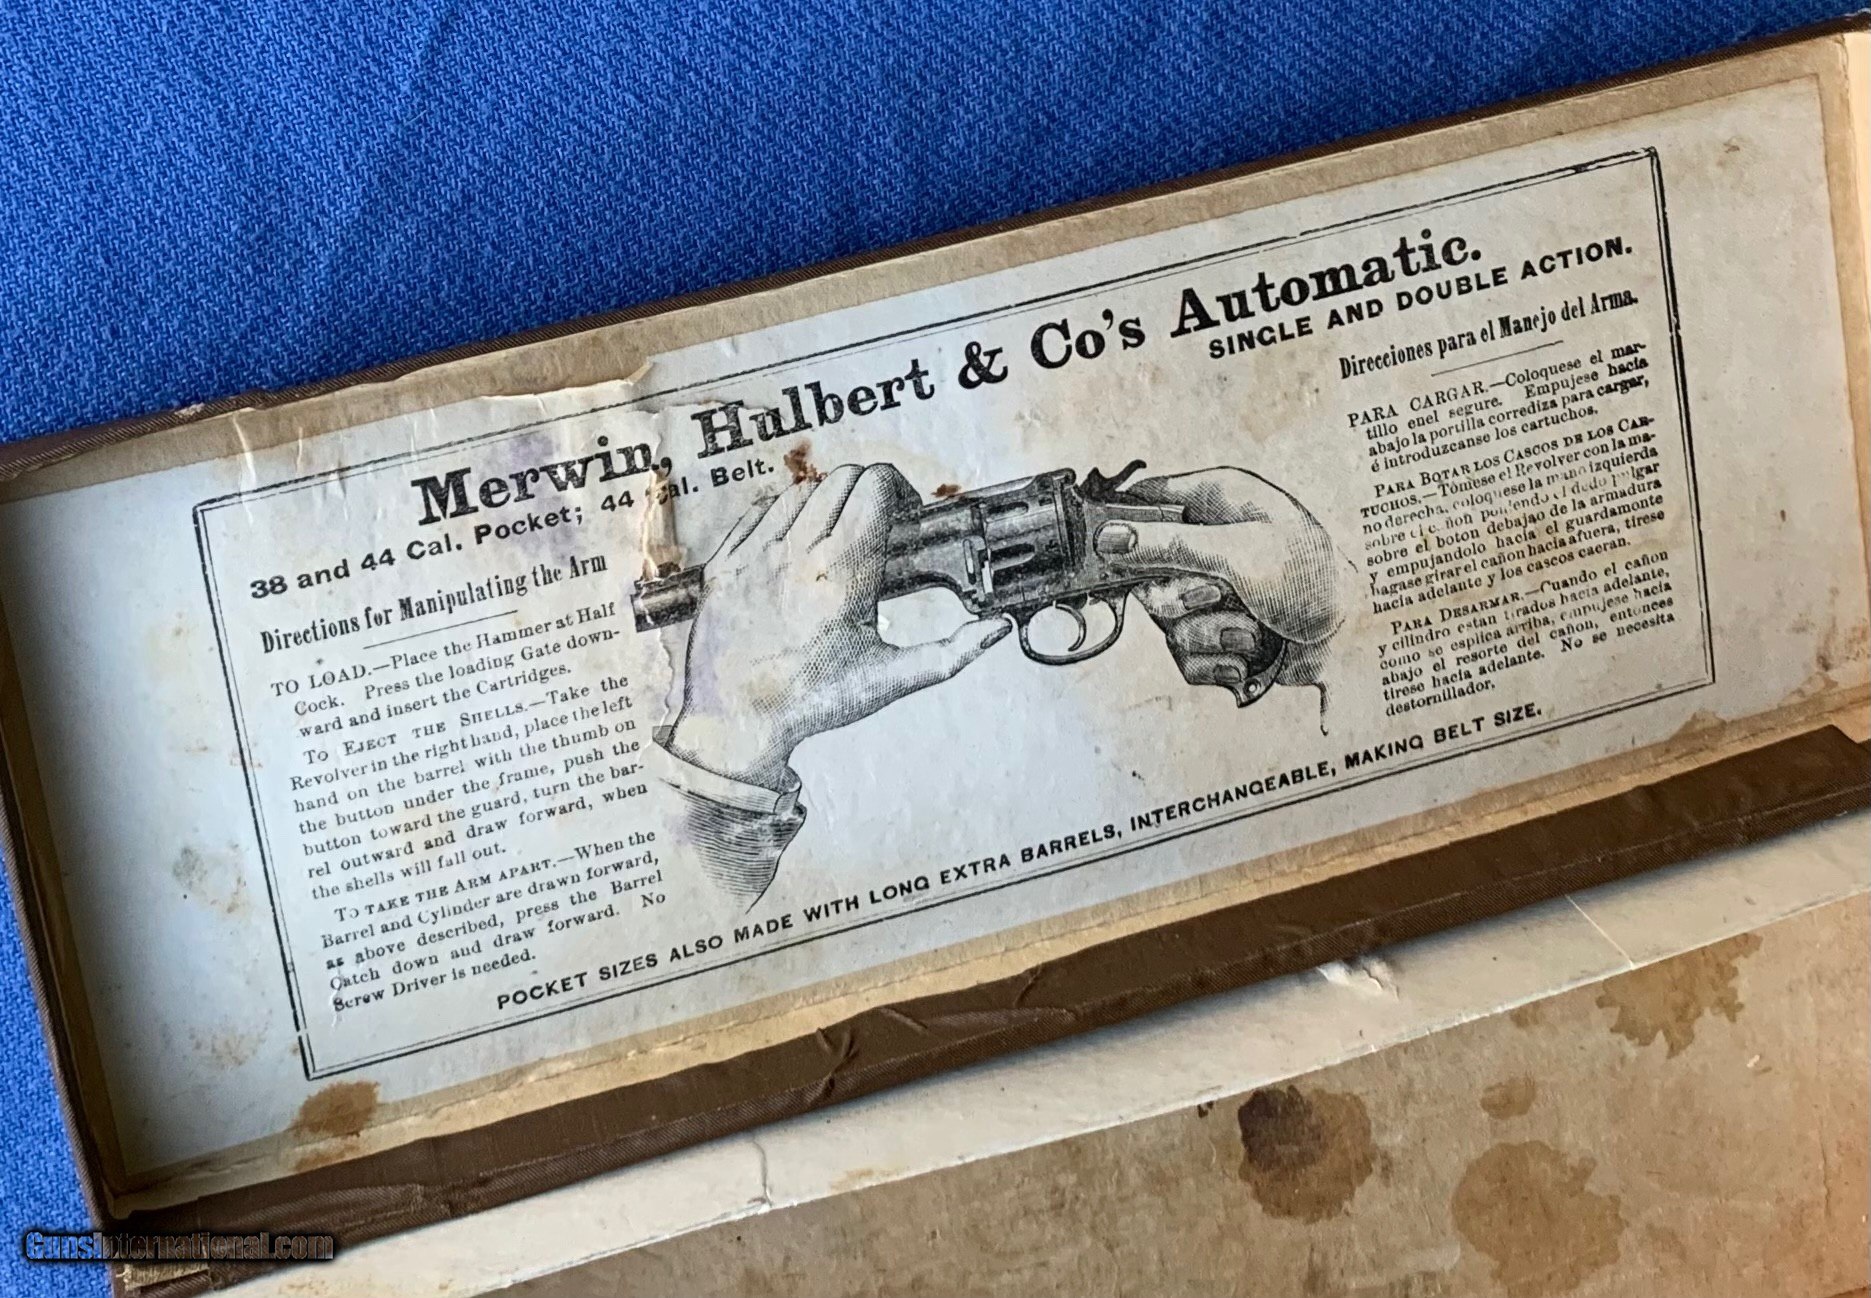 Merwin, Hulbert & Co's Automatic.
38 and 44 Cal. Pocket; 44 Cal. Belt.
SINGLE AND DOUBLE ACTION.
Directions for Manipulating the Arm
TO LOAD.—Place the Hammer at Half
Cock. Press the loading Gate down-
ward and insert the Cartridges.
TO EJECT THE SHELLS.—Take the
Revolver in the right hand, place the left
hand on the barrel with the thumb on
the button under the frame, push the
button toward the guard, turn the bar-
rel outward and draw forward, when
the shells will fall out.
TO TAKE THE ARM APART.—When the
Barrel and Cylinder are drawn forward,
as above described, press the Barrel
Catch down and draw forward. No
Screw Driver is needed.
Direcciones para el Manejo del Arma.
PARA CARGAR.—Coloquese el mar-
tillo enel segure. Empujese hacia
abajo la portilla corrediza para cargar,
é introduzcanse los cartuchos.
PARA BOTAR LOS CASCOS DE LOS CAR-
TUCHOS.—Tómese el Revolver con la ma-
no derecha, coloquese la mano izquierda
sobre el cañon poniendo el dedo pulgar
sobre el boton debajao de la armadura
y empujandolo hacia el guardamonte
hagase girar el cañon hacia afuera, tirese
hacia adelante y los cascos caeran.
PARA DESARMAR.—Cuando el cañon
y cilindro estan tirados hacia adelante,
como se esplica arriba, empujese hacia
abajo el resorte del cañon, entonces
tirese hacia adelante. No se necesita
destornillador.
POCKET SIZES ALSO MADE WITH LONG EXTRA BARRELS, INTERCHANGEABLE, MAKING BELT SIZE.
GunsInternational.com